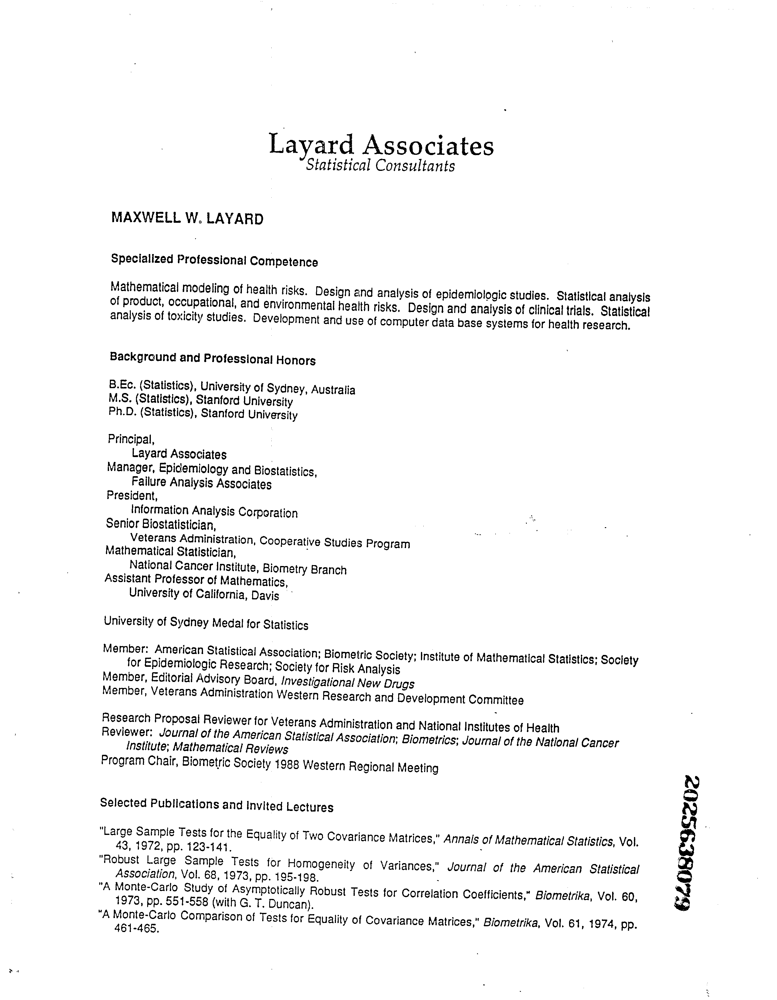 Layard Associates
Statistical Consultants
MAXWELL W. LAYARD
Specialized Professional Competence
Mathematical modeling of health risks. Design and analysis of epidemiologic studies. Statistical analysis
of product, occupational, and environmental health risks. Design and analysis of clinical trials. Statistical
analysis of toxicity studies. Development and use of computer data base systems for health research.
Background and Professional Honors
B.Ec. (Statistics), University of Sydney, Australia
M.S. (Statistics), Stanford University
Ph.D. (Statistics), Stanford University
Principal,
Layard Associates
Manager, Epidemiology and Biostatistics,
Failure Analysis Associates
President,
Information Analysis Corporation
Senior Biostatistician,
Veterans Administration, Cooperative Studies Program
Mathematical Statistician,
National Cancer Institute, Biometry Branch
Assistant Professor of Mathematics,
University of California, Davis
University of Sydney Medal for Statistics
Member: American Statistical Association; Biometric Society; Institute of Mathematical Statistics; Society
for Epidemiologic Research; Society for Risk Analysis
Member, Editorial Advisory Board, Investigational New Drugs
Member, Veterans Administration Western Research and Development Committee
Research Proposal Reviewer for Veterans Administration and National Institutes of Health
Reviewer: Journal of the American Statistical Association; Biometrics; Journal of the National Cancer
Institute; Mathematical Reviews
Program Chair, Biometric Society 1988 Western Regional Meeting
Selected Publications and Invited Lectures
"Large Sample Tests for the Equality of Two Covariance Matrices," Annals of Mathematical Statistics, Vol.
43, 1972, pp. 123-141.
"Robust Large Sample Tests for Homogeneity of Variances," Journal of the American Statistical
Association, Vol. 68, 1973, pp. 195-198.
"A Monte-Carlo Study of Asymptotically Robust Tests for Correlation Coefficients," Biometrika, Vol. 60,
1973, pp. 551-558 (with G. T. Duncan).
"A Monte-Carlo Comparison of Tests for Equality of Covariance Matrices," Biometrika, Vol. 61, 1974, pp.
461-465.
2025638079